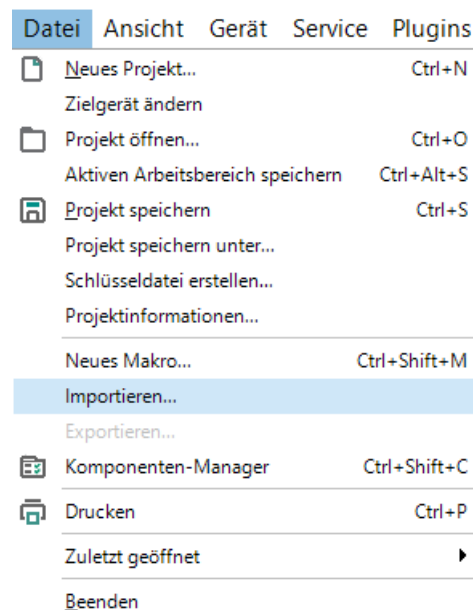 Datei Ansicht Gerät Service Plugins
Neues Projekt... Ctrl+N
Zielgerät ändern
Projekt öffnen... Ctrl+O
Aktiven Arbeitsbereich speichern Ctrl+Alt+S
Projekt speichern Ctrl+S
Projekt speichern unter...
Schlüsseldatei erstellen...
Projektinformationen...
Neues Makro... Ctrl+Shift+M
Importieren...
Exportieren...
Komponenten-Manager Ctrl+Shift+C
Drucken Ctrl+P
Zuletzt geöffnet
Beenden